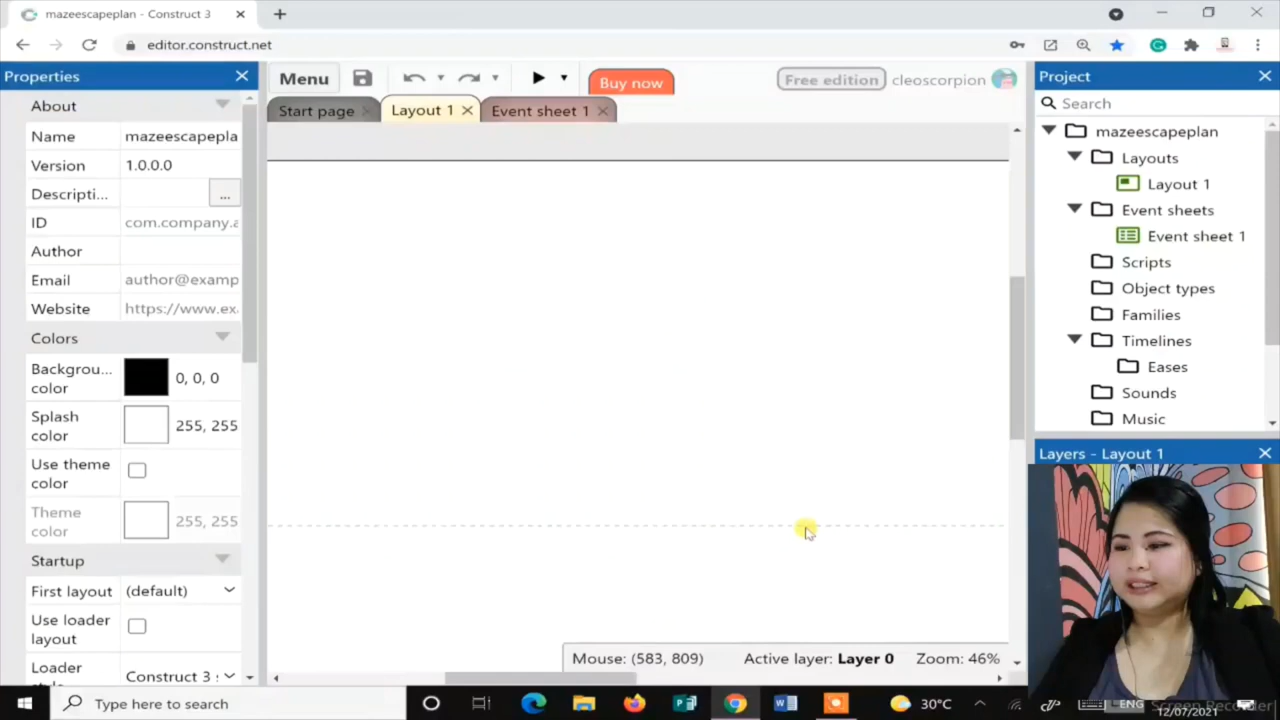 mazeescapeplan - Construct 3
editor.construct.net
Properties
Menu
Buy now
Free edition
cleoscorpion
Project
About
Start page
Layout 1
Event sheet 1
Search
Name
mazeescapepla
mazeescapeplan
Version
1.0.0.0
Layouts
Descripti...
...
Layout 1
ID
com.company.a
Event sheets
Author
Event sheet 1
Email
author@examp
Scripts
Website
https://www.ex
Object types
Colors
Families
Backgrou...
color
0, 0, 0
Timelines
Eases
Splash
color
255, 255
Sounds
Music
Use theme
color
Layers - Layout 1
Theme
color
255, 255
Startup
First layout
(default)
Use loader
layout
Loader
Construct 3
Mouse: (583, 809)
Active layer: Layer 0
Zoom: 46%
Type here to search
30°C
ENG
12/07/2021
Screen Recorder